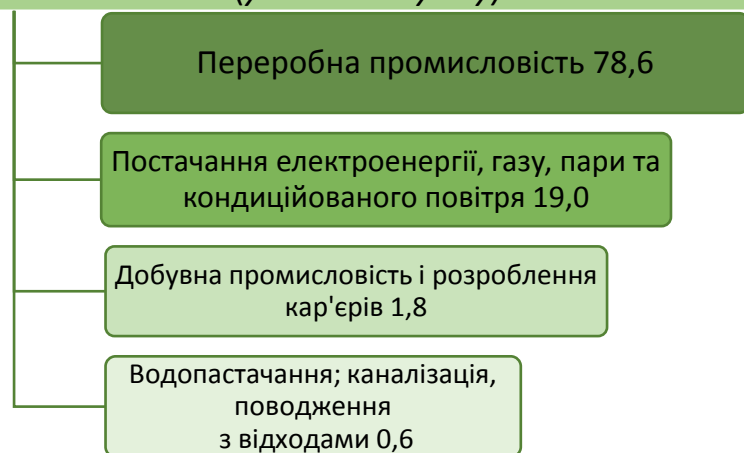 Переробна промисловість 78,6
Постачання електроенергії, газу, пари та
кондиційованого повітря 19,0
Добувна промисловість і розроблення
кар'єрів 1,8
Водопастачання; каналізація,
поводження
з відходами 0,6